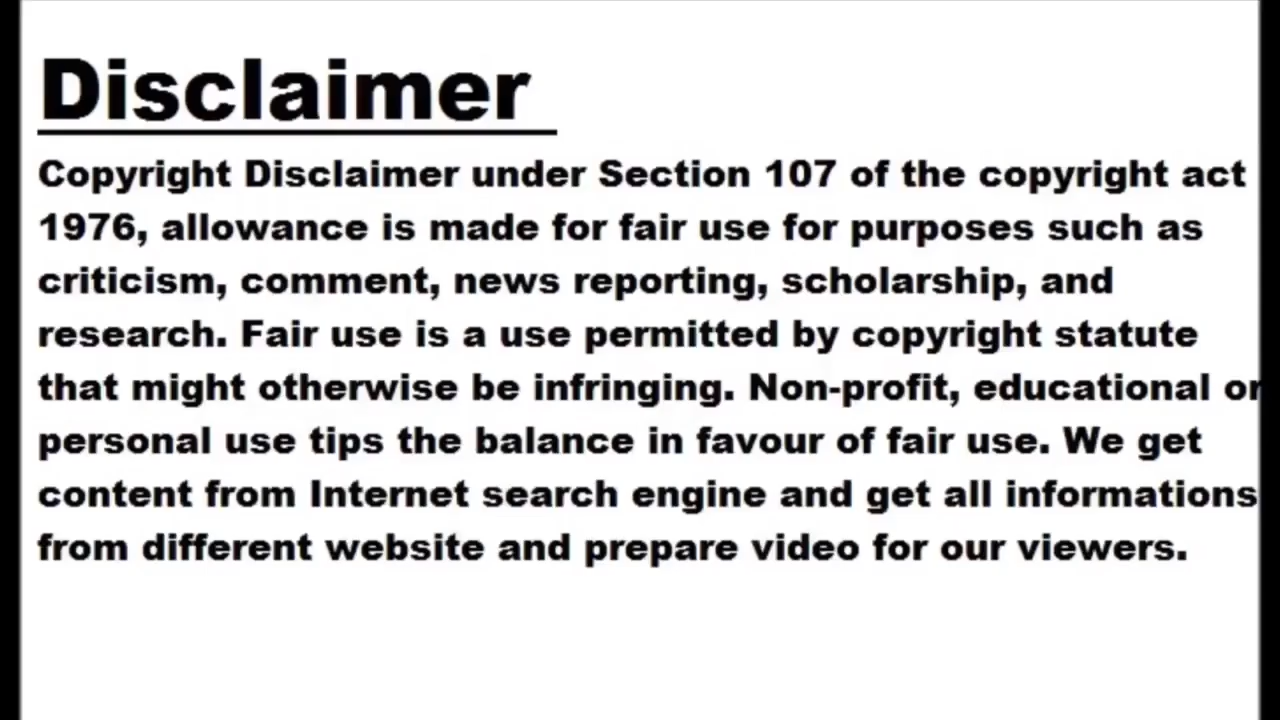 Disclaimer
Copyright Disclaimer under Section 107 of the copyright act
1976, allowance is made for fair use for purposes such as
criticism, comment, news reporting, scholarship, and
research. Fair use is a use permitted by copyright statute
that might otherwise be infringing. Non-profit, educational or
personal use tips the balance in favour of fair use. We get
content from Internet search engine and get all informations
from different website and prepare video for our viewers.